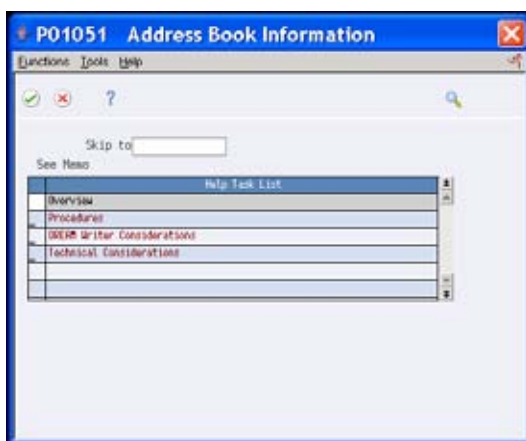 P01051 Address Book Information
Functions Tools Help
?
Skip to
See Memo
Help Task List
Overview
Procedures
DREAM Writer Considerations
Technical Considerations